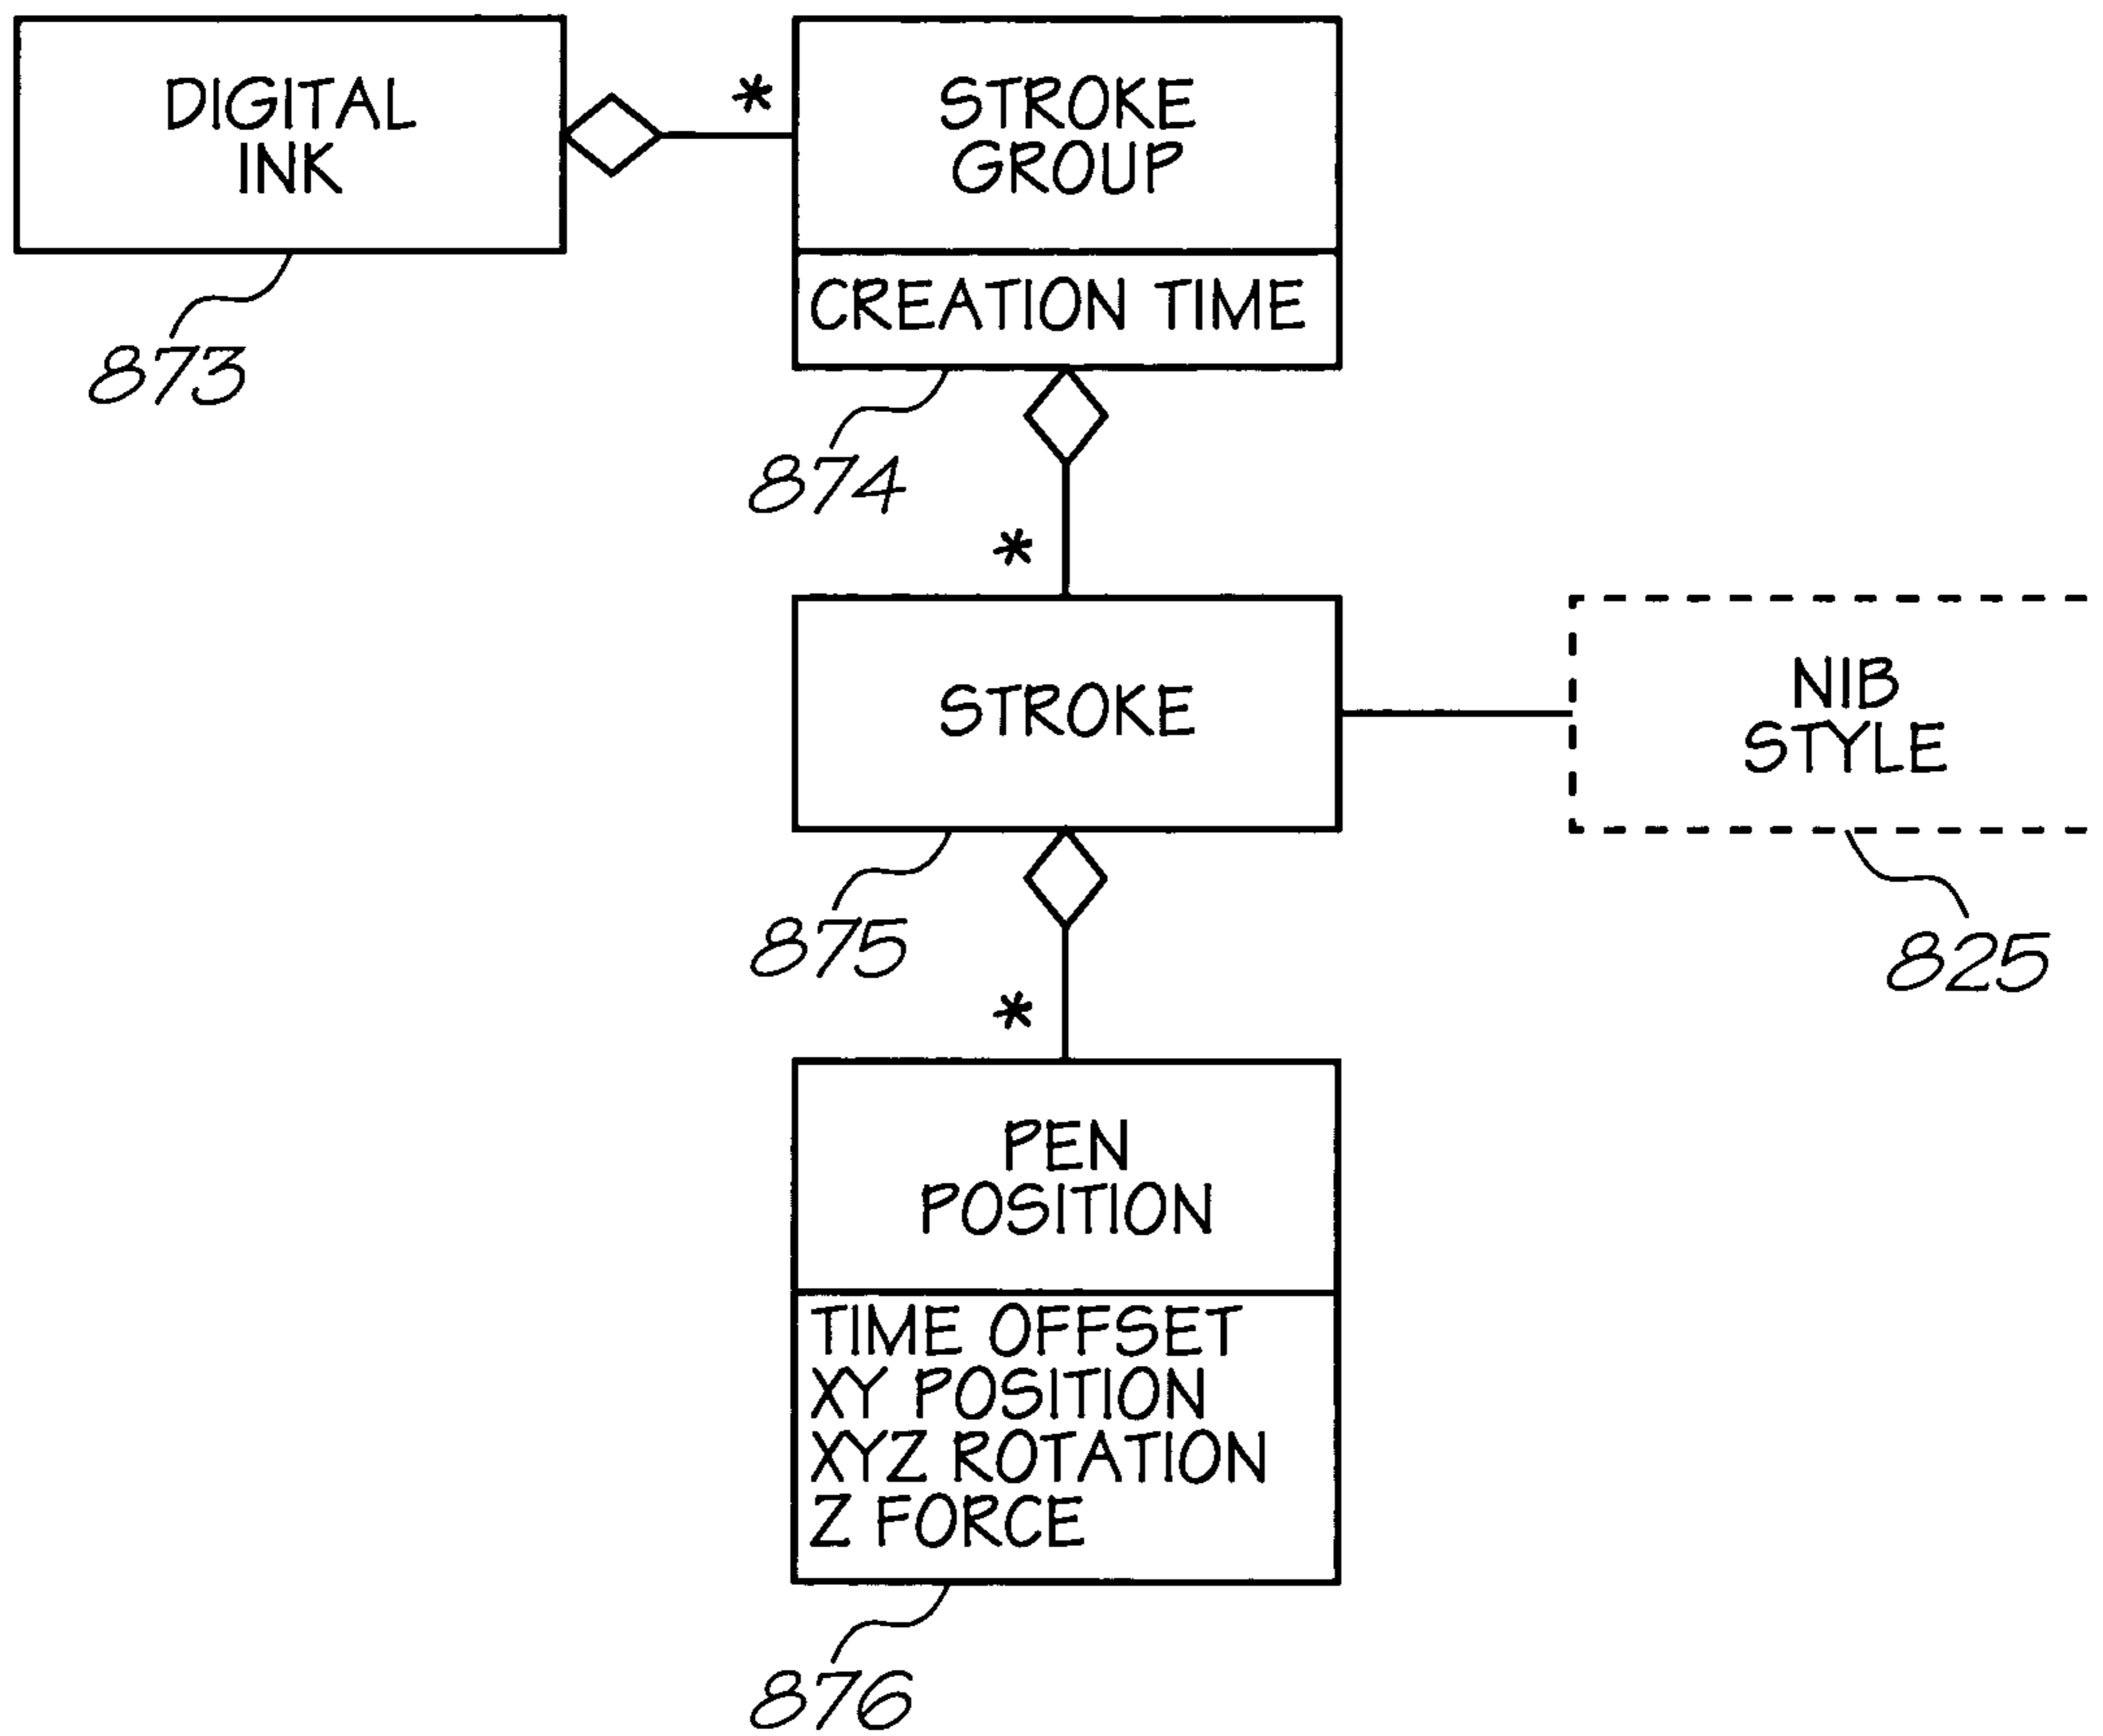 DIGITAL
INK
*
STROKE
GROUP
CREATION TIME
873
874
*
STROKE
NIB
STYLE
875
825
*
PEN
POSITION
TIME OFFSET
XY POSITION
XYZ ROTATION
Z FORCE
876